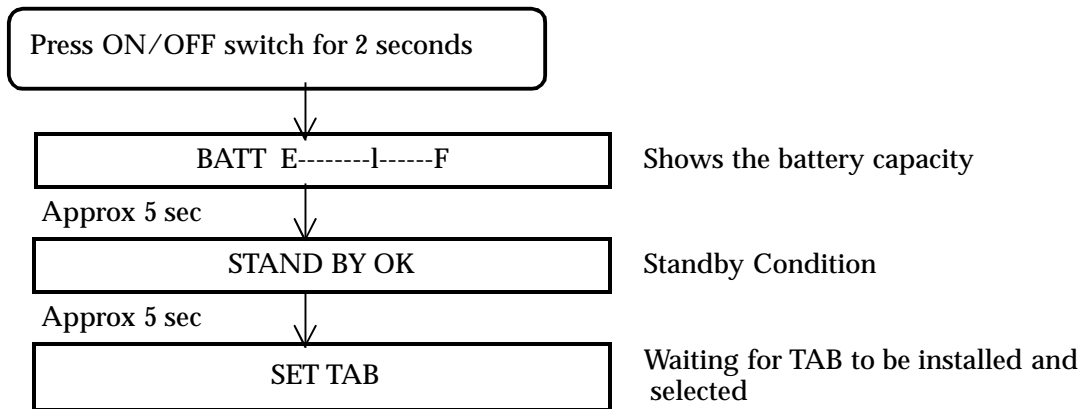 Press ON/OFF switch for 2 seconds
BATT E--------l------F
Shows the battery capacity
Approx 5 sec
STAND BY OK
Standby Condition
Approx 5 sec
SET TAB
Waiting for TAB to be installed and
selected